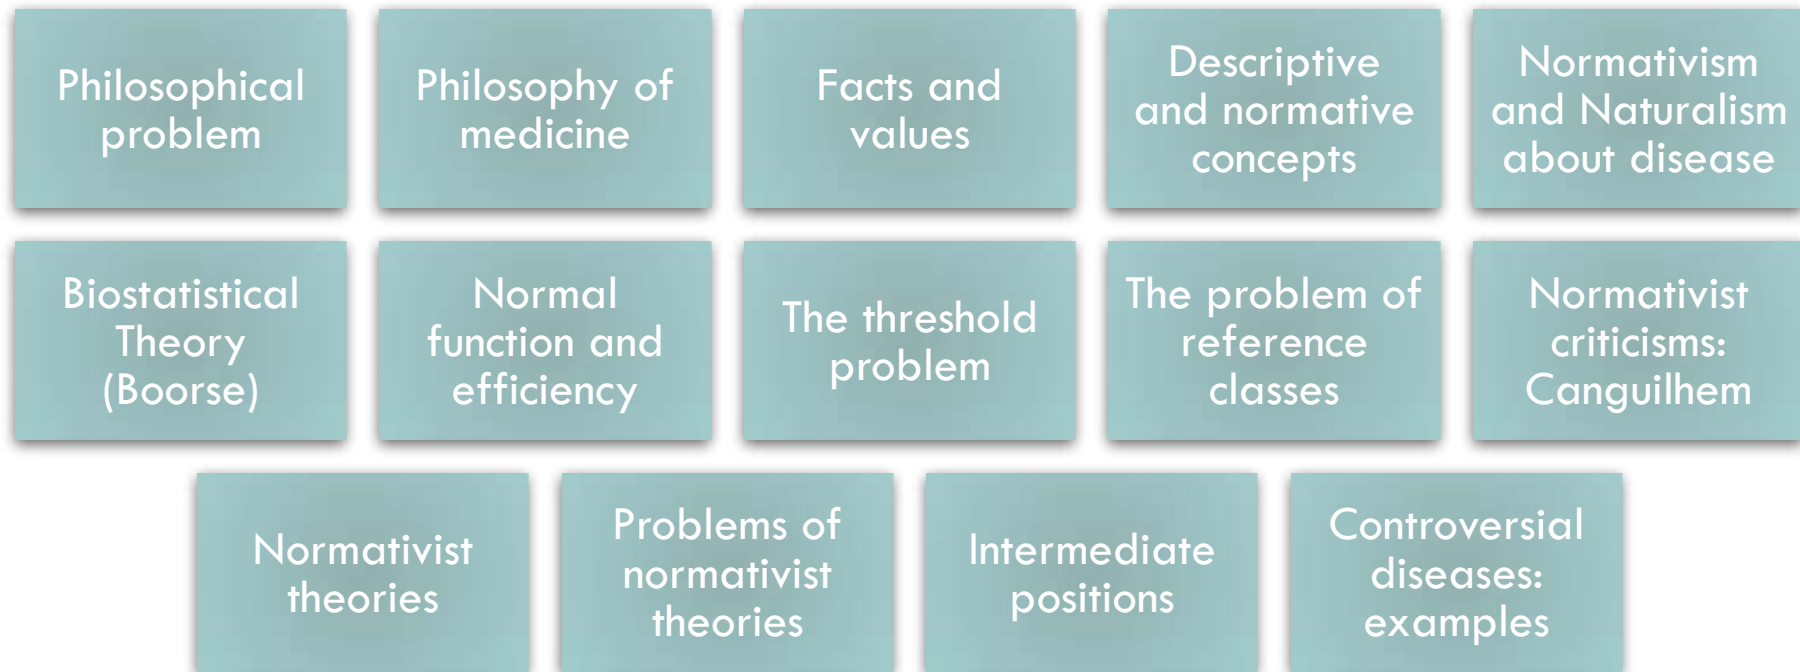 Philosophical
problem
Philosophy of
medicine
Facts and
values
Descriptive
and normative
concepts
Normativism
and Naturalism
about disease
Biostatistical
Theory
(Boorse)
Normal
function and
efficiency
The threshold
problem
The problem of
reference
classes
Normativist
criticisms:
Canguilhem
Normativist
theories
Problems of
normativist
theories
Intermediate
positions
Controversial
diseases:
examples